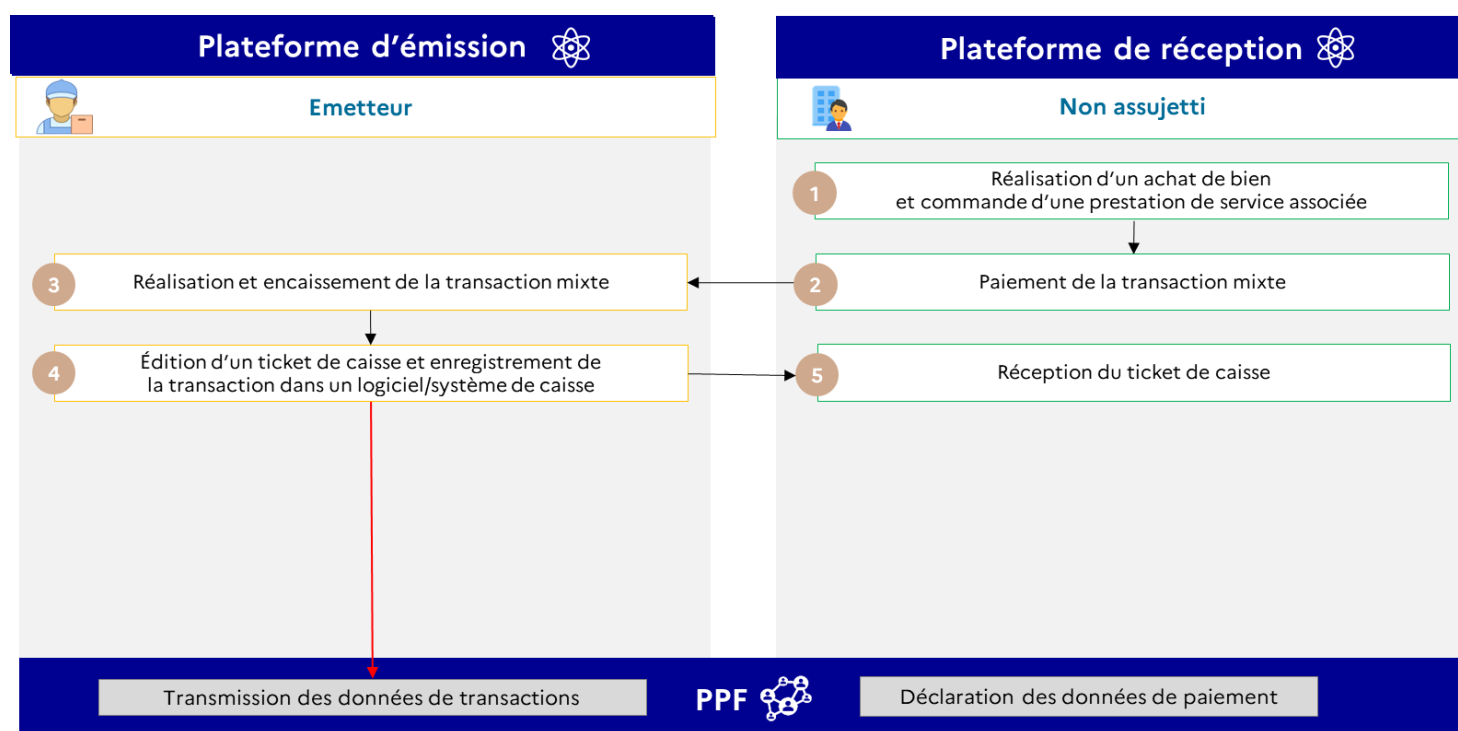 Plateforme d'émission
Plateforme de réception
Emetteur
Non assujetti
1
Réalisation d'un achat de bien
et commande d'une prestation de service associée
3
Réalisation et encaissement de la transaction mixte
2
Paiement de la transaction mixte
4
Édition d'un ticket de caisse et enregistrement de
la transaction dans un logiciel/système de caisse
5
Réception du ticket de caisse
Transmission des données de transactions
PPF
Déclaration des données de paiement